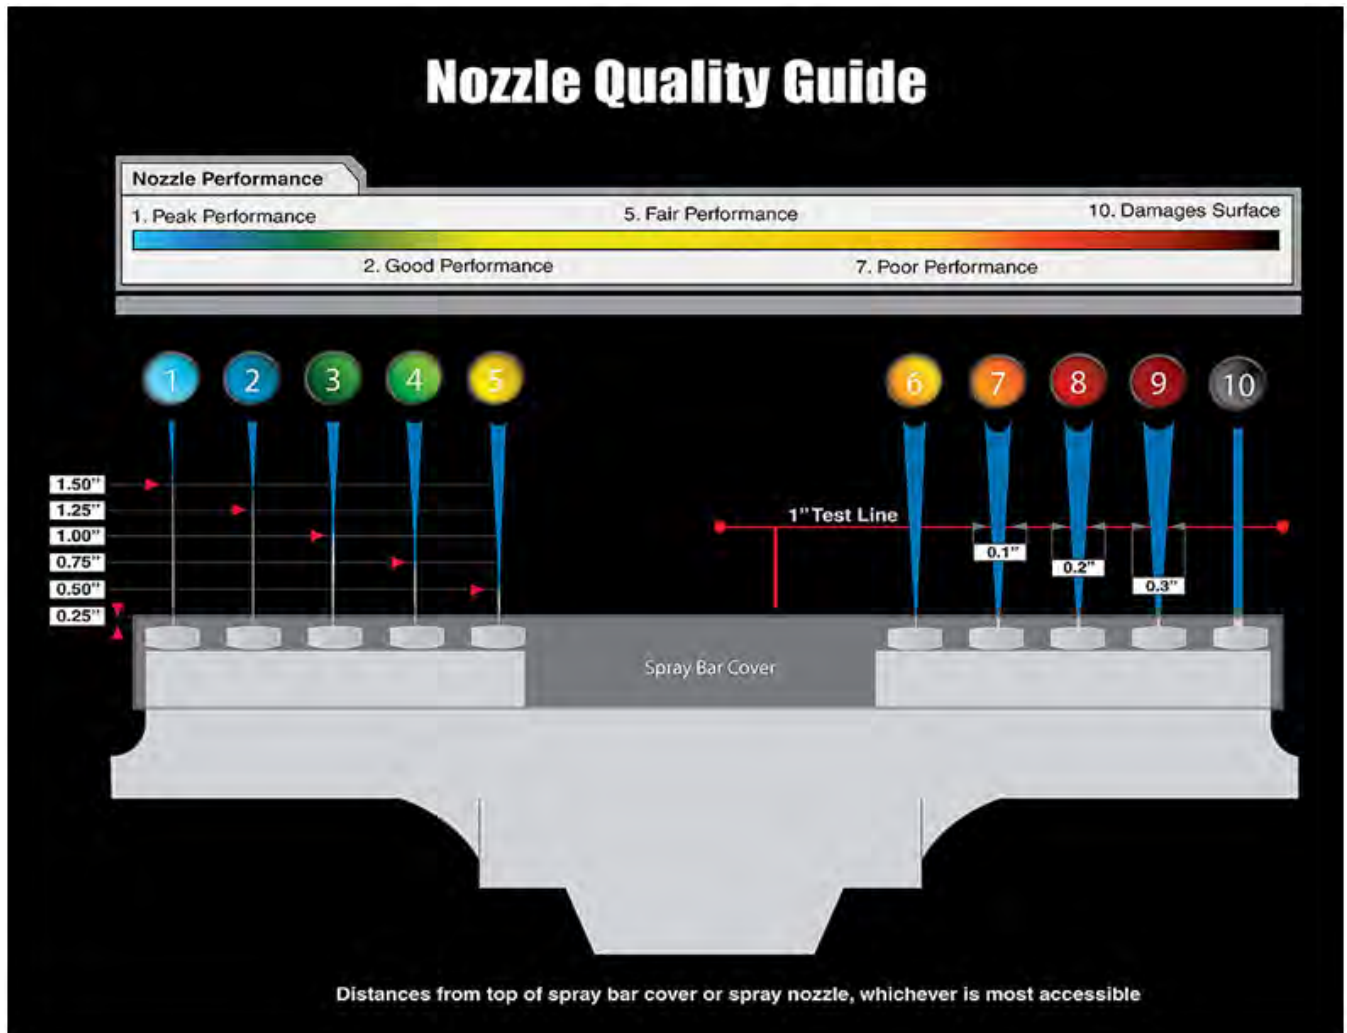 Nozzle Quality Guide
Nozzle Performance
1. Peak Performance
5. Fair Performance
10. Damages Surface
2. Good Performance
7. Poor Performance
1 2 3 4 5 6 7 8 9 10
1.50"
1.25"
1.00"
0.75"
0.50"
0.25"
1" Test Line
0.1"
0.2"
0.3"
Spray Bar Cover
Distances from top of spray bar cover or spray nozzle, whichever is most accessible